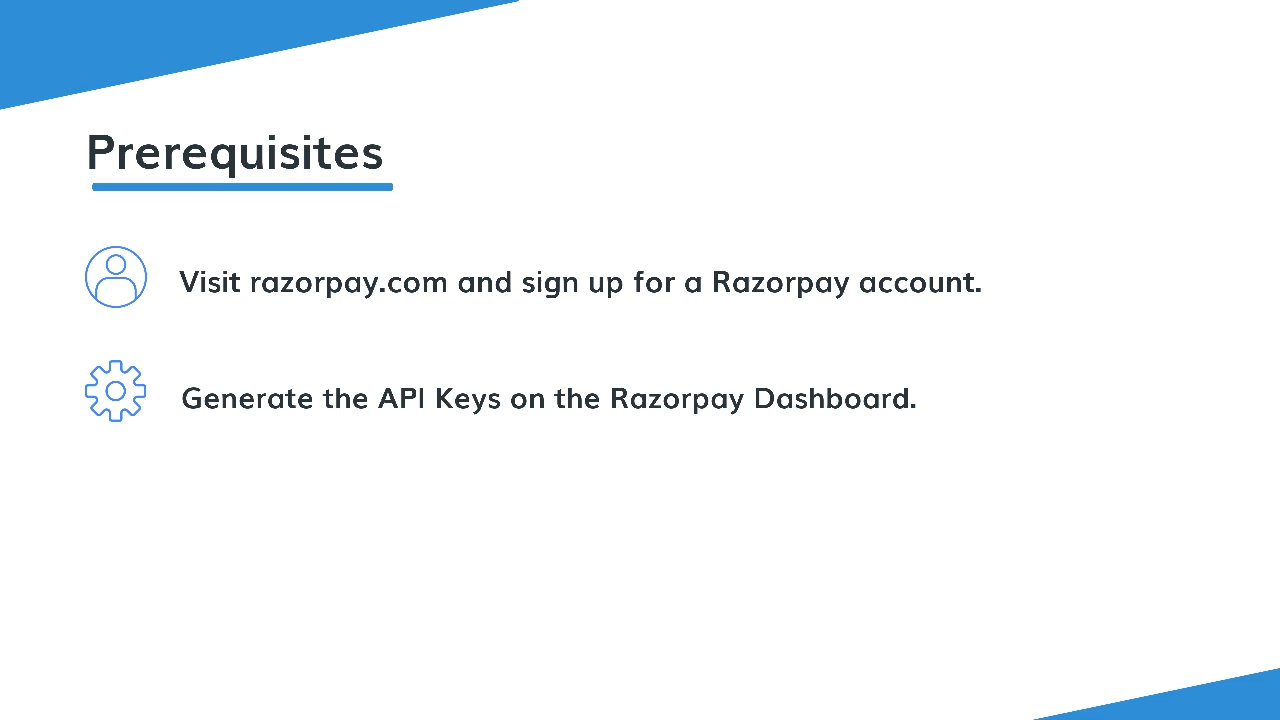 Prerequisites
Visit razorpay.com and sign up for a Razorpay account.
Generate the API Keys on the Razorpay Dashboard.